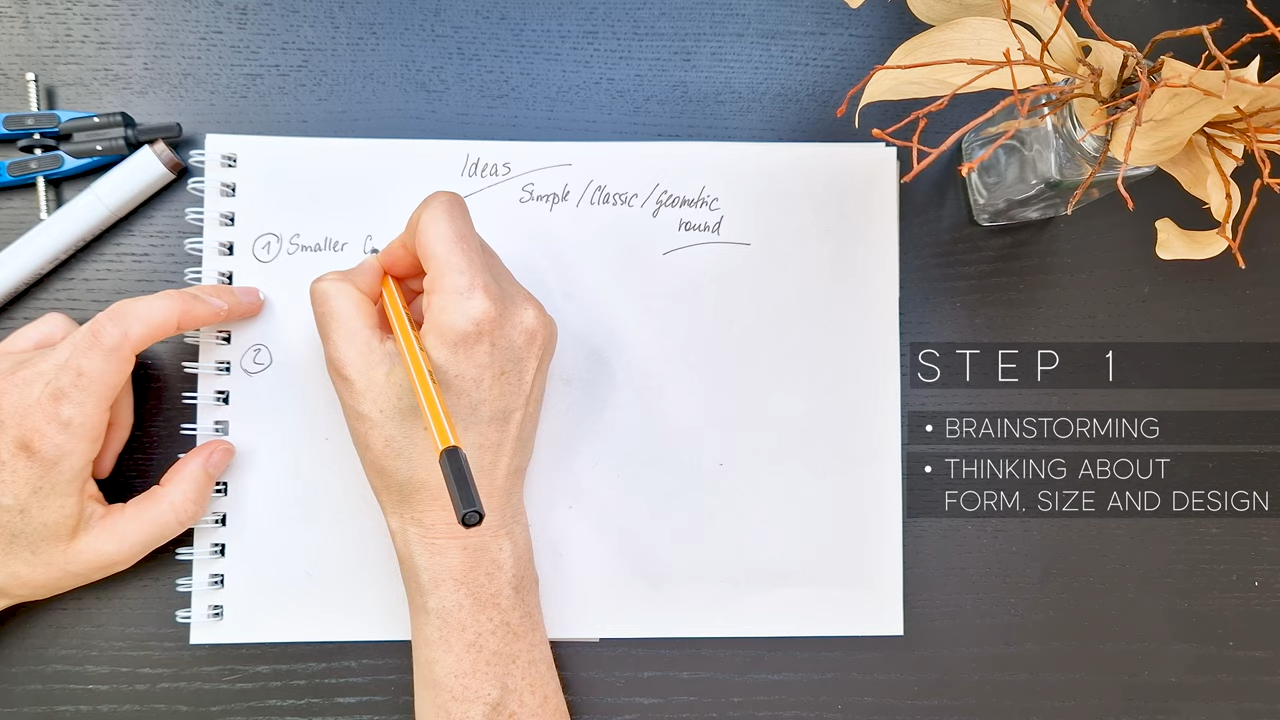 Ideas
Simple / Classic / Geometric
round
① Smaller C
②
STEP 1
• BRAINSTORMING
• THINKING ABOUT
FORM, SIZE AND DESIGN